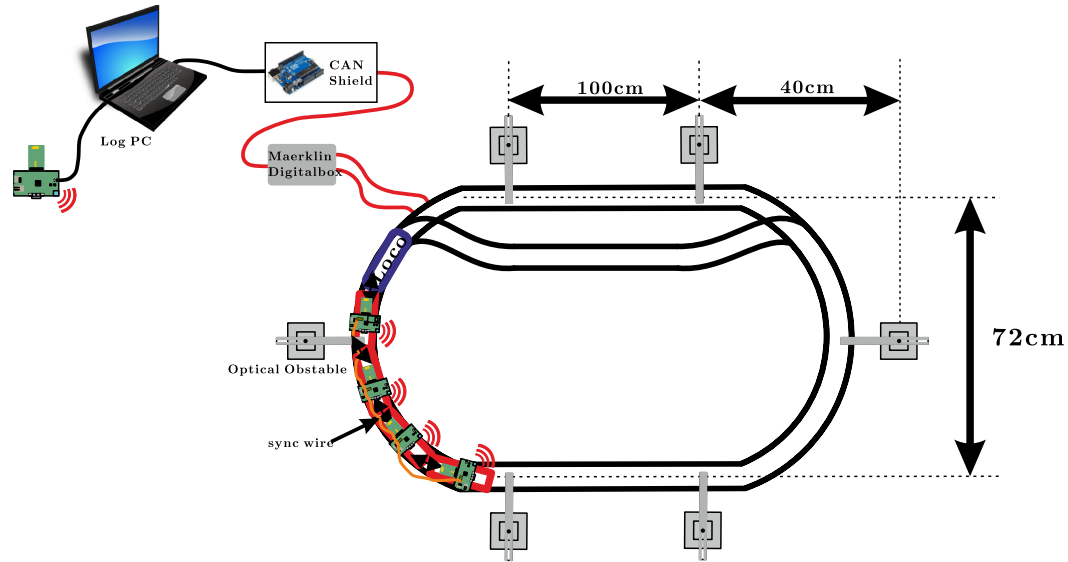 100cm
40cm
CAN
Shield
Log PC
Maerklin
Digitalbox
Loco
72cm
Optical Obstable
sync wire